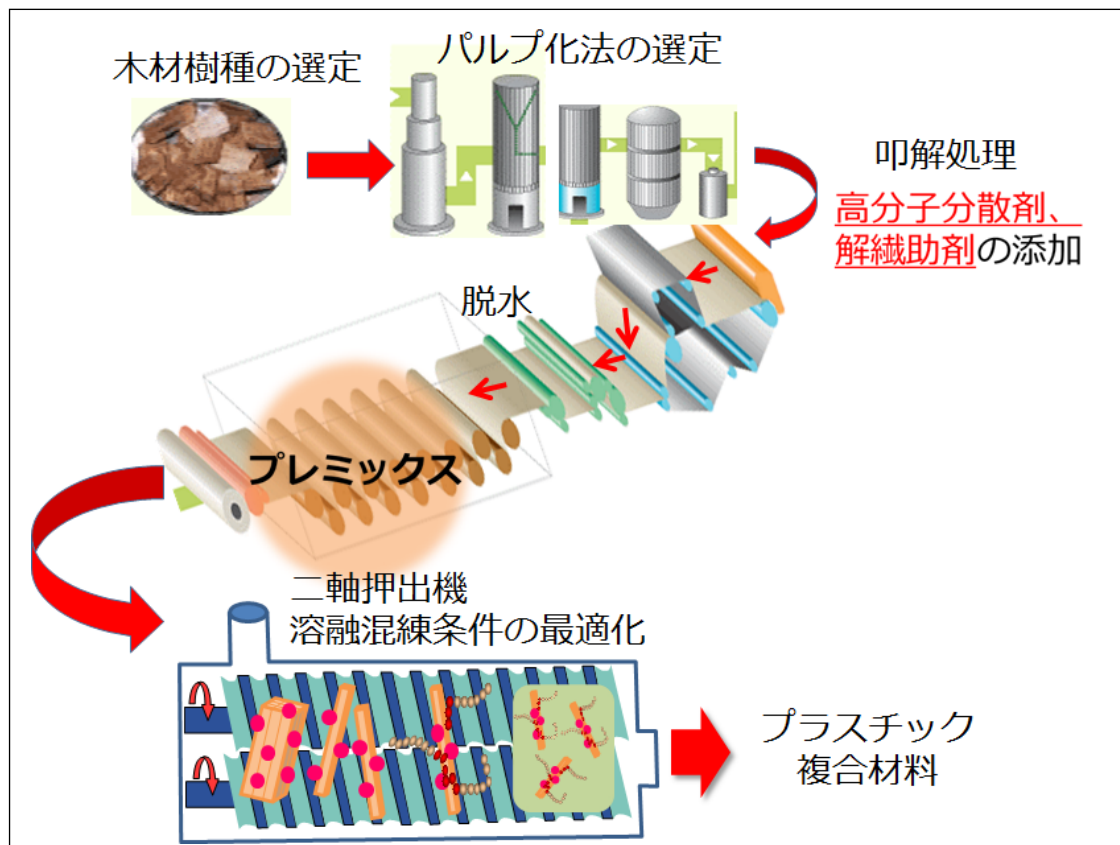 木材樹種の選定
パルプ化法の選定
叩解処理
高分子分散剤、
解繊助剤の添加
脱水
プレミックス
二軸押出機
溶融混練条件の最適化
プラスチック
複合材料